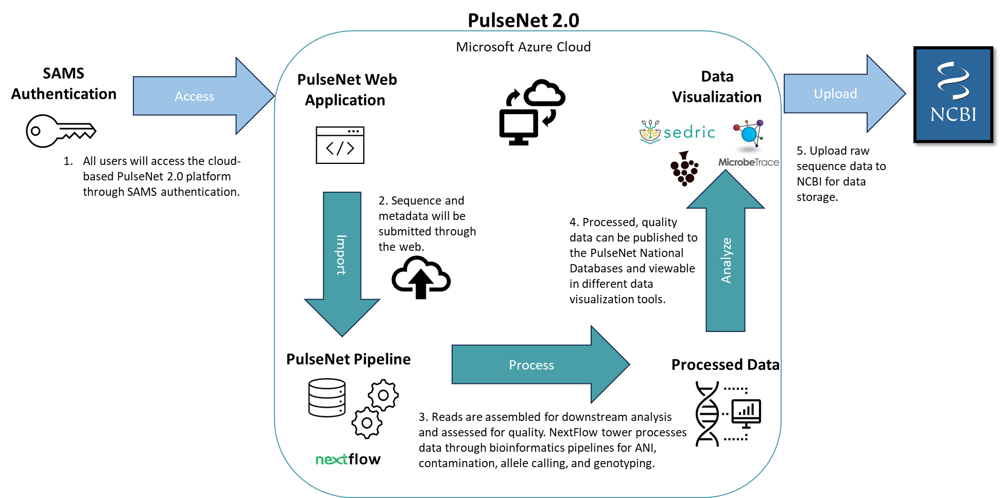 PulseNet 2.0
Microsoft Azure Cloud
SAMS
Authentication
Access
1. All users will access the cloud-
based PulseNet 2.0 platform
through SAMS authentication.
PulseNet Web
Application
</>
Import
2. Sequence and
metadata will be
submitted through
the web.
PulseNet Pipeline
nextflow
Process
3. Reads are assembled for downstream analysis
and assessed for quality. NextFlow tower processes
data through bioinformatics pipelines for ANI,
contamination, allele calling, and genotyping.
Processed Data
Analyze
4. Processed, quality
data can be published to
the PulseNet National
Databases and viewable
in different data
visualization tools.
Data
Visualization
sedric
MicrobeTrace
Upload
NCBI
5. Upload raw
sequence data to
NCBI for data
storage.